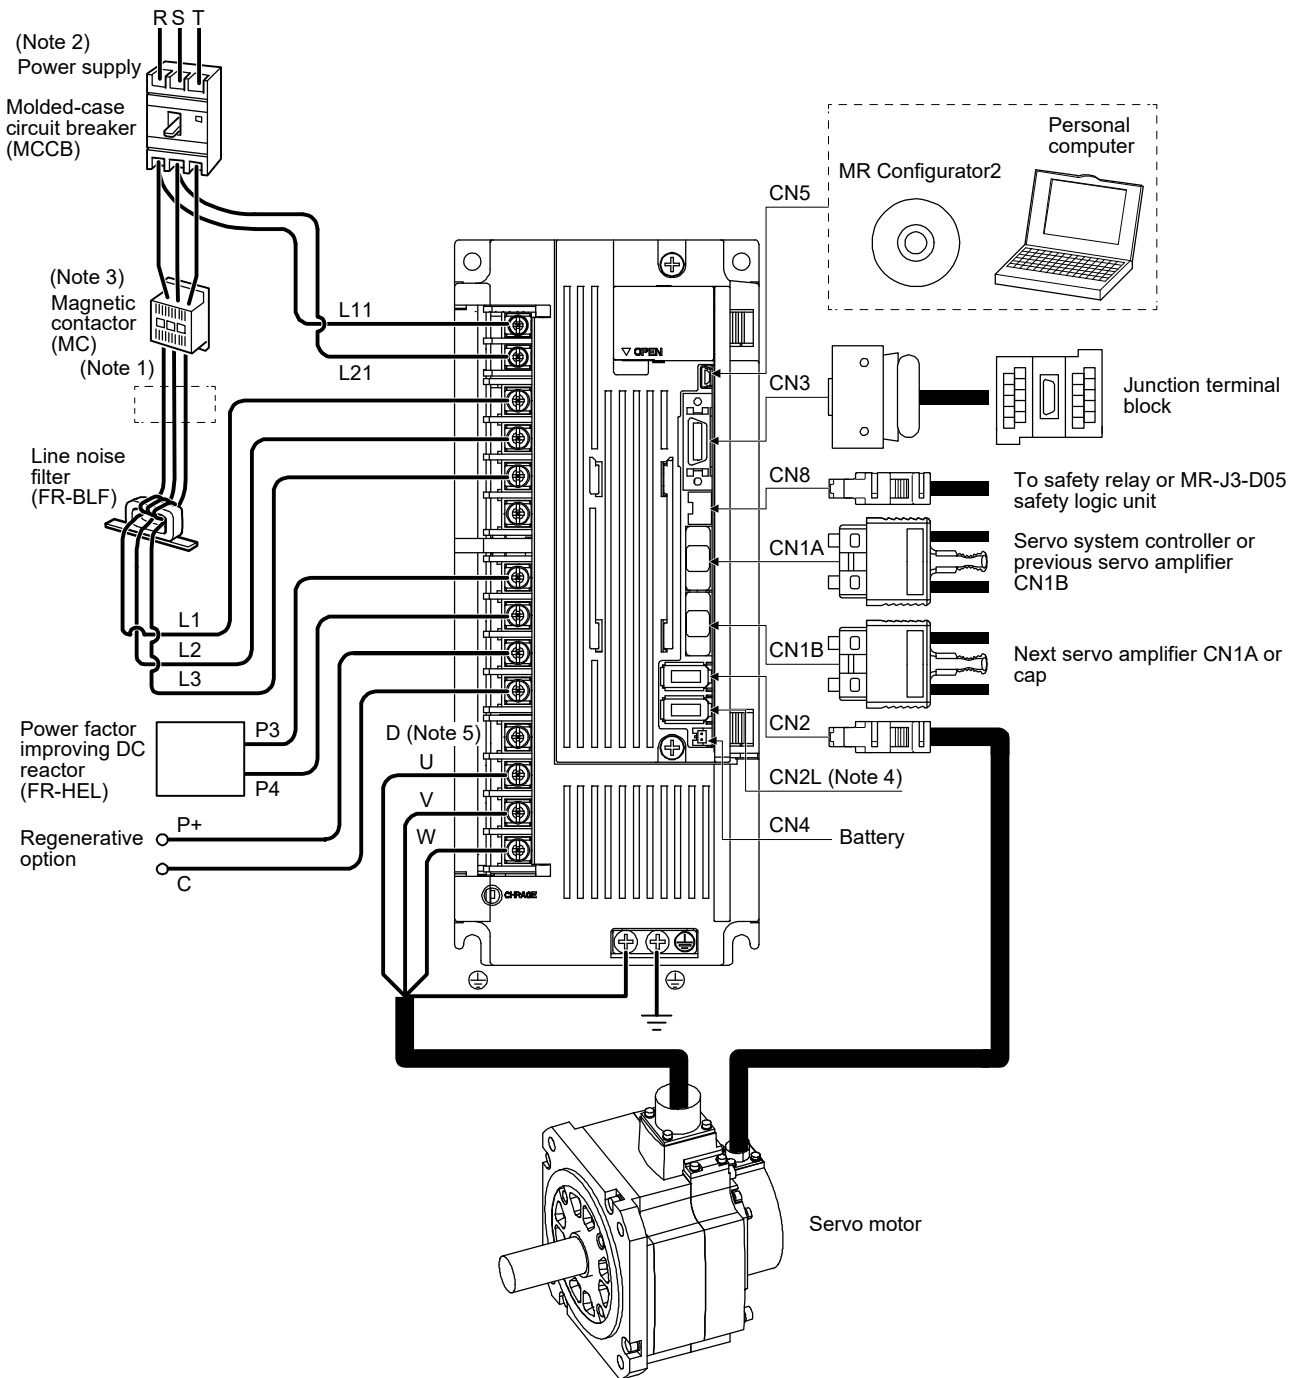 R S T
(Note 2)
Power supply
Molded-case
circuit breaker
(MCCB)
(Note 3)
Magnetic
contactor
(MC)
(Note 1)
Line noise
filter
(FR-BLF)
L11
L21
L1
L2
L3
Power factor
improving DC
reactor
(FR-HEL)
P3
P4
Regenerative
option
P+
C
D (Note 5)
U
V
W
▽ OPEN
CHRAGE
CN5
MR Configurator2
Personal
computer
CN3
Junction terminal
block
CN8
To safety relay or MR-J3-D05
safety logic unit
CN1A
Servo system controller or
previous servo amplifier
CN1B
CN1B
Next servo amplifier CN1A or
cap
CN2
CN2L (Note 4)
CN4
Battery
Servo motor